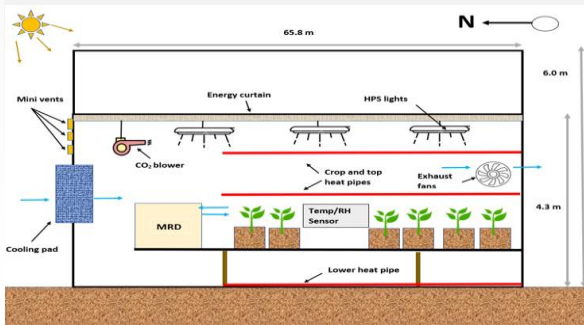 N
65.8 m
6.0 m
Energy curtain
HPS lights
Mini vents
CO₂ blower
Crop and top
heat pipes
Exhaust
fans
4.3 m
Temp/RH
Sensor
MRD
Cooling pad
Lower heat pipe